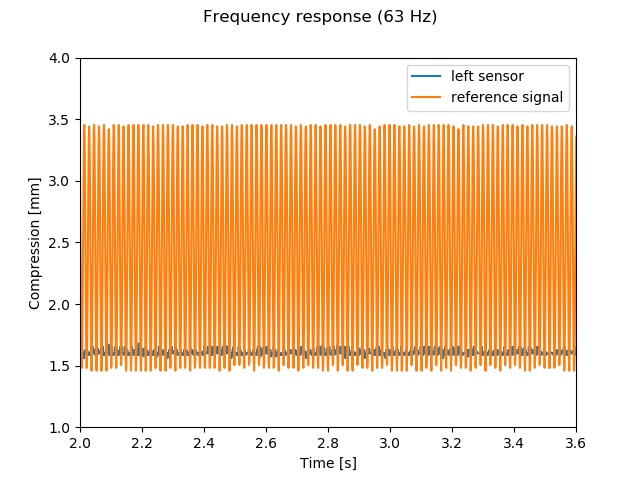 Frequency response (63 Hz)
left sensor
reference signal
4.0
3.5
3.0
2.5
2.0
1.5
1.0
Compression [mm]
2.0 2.2 2.4 2.6 2.8 3.0 3.2 3.4 3.6
Time [s]